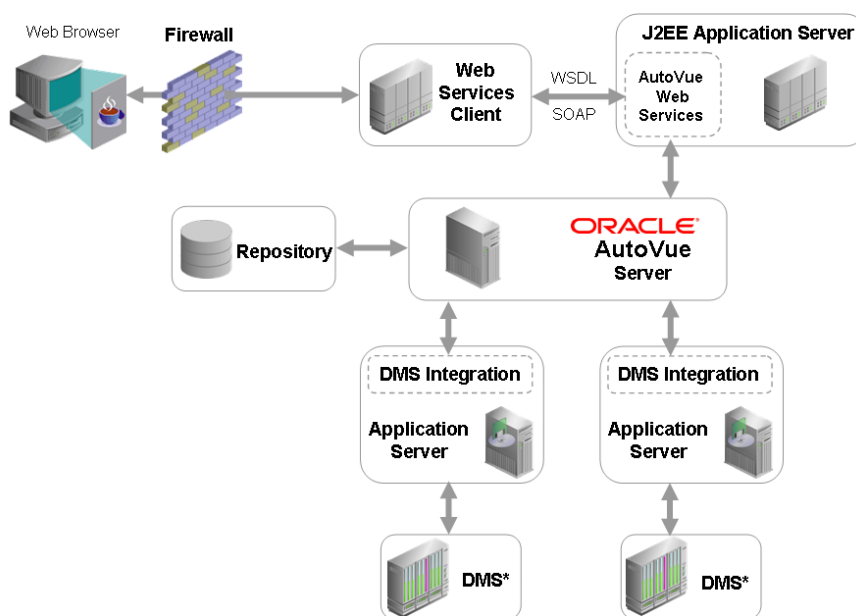 Web Browser
Firewall
J2EE Application Server
Web
Services
Client
WSDL
SOAP
AutoVue
Web
Services
Repository
ORACLE®
AutoVue
Server
DMS Integration
Application
Server
DMS Integration
Application
Server
DMS*
DMS*